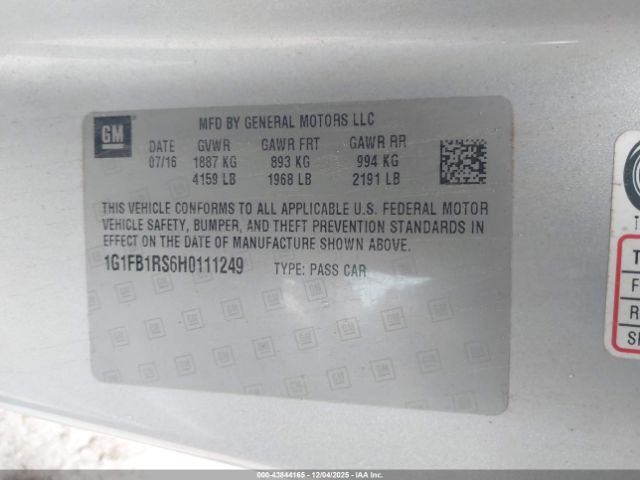 GM
MFD BY GENERAL MOTORS LLC
DATE GVWR GAWR FRT GAWR RR
07/16 1887 KG 893 KG 994 KG
4159 LB 1968 LB 2191 LB
THIS VEHICLE CONFORMS TO ALL APPLICABLE U.S. FEDERAL MOTOR
VEHICLE SAFETY, BUMPER, AND THEFT PREVENTION STANDARDS IN
EFFECT ON THE DATE OF MANUFACTURE SHOWN ABOVE.
1G1FB1RS6H0111249 TYPE: PASS CAR
© - 43844165 - 12/04/2025 - IAAI HOLDINGS, LLC